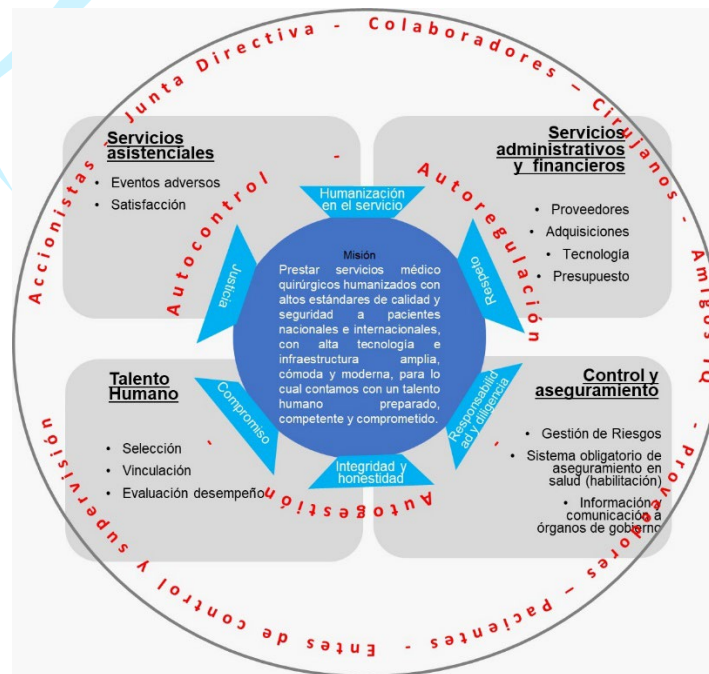 Accionistas - Junta Directiva - Colaboradores – Cirujanos - Amigos IQ - Proveedores – Pacientes - Entes de control y supervisión
Servicios
asistenciales
• Eventos adversos
• Satisfacción
Servicios
administrativos
y financieros
• Proveedores
• Adquisiciones
• Tecnología
• Presupuesto
Autocontrol - Autoregulación - Autogestión -
Humanización
en el servicio
Justicia
Respeto
Misión
Prestar servicios médico
quirúrgicos humanizados con
altos estándares de calidad y
seguridad a pacientes
nacionales e internacionales,
con alta tecnología e
infraestructura amplia,
cómoda y moderna, para lo
cual contamos con un talento
humano preparado,
competente y comprometido.
Compromiso
Responsabilid
ad y diligencia
Integridad y
honestidad
Talento
Humano
• Selección
• Vinculación
• Evaluación desempeño
Control y
aseguramiento
• Gestión de Riesgos
• Sistema obligatorio de
aseguramiento en
salud (habilitación)
• Información y
comunicación a
órganos de gobierno